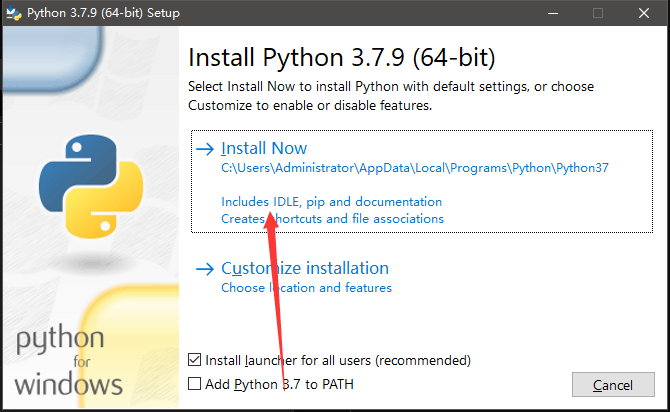 Python 3.7.9 (64-bit) Setup
Install Python 3.7.9 (64-bit)
Select Install Now to install Python with default settings, or choose
Customize to enable or disable features.
Install Now
C:\Users\Administrator\AppData\Local\Programs\Python\Python37
Includes IDLE, pip and documentation
Creates shortcuts and file associations
Customize installation
Choose location and features
python
for
windows
Install launcher for all users (recommended)
Add Python 3.7 to PATH
Cancel